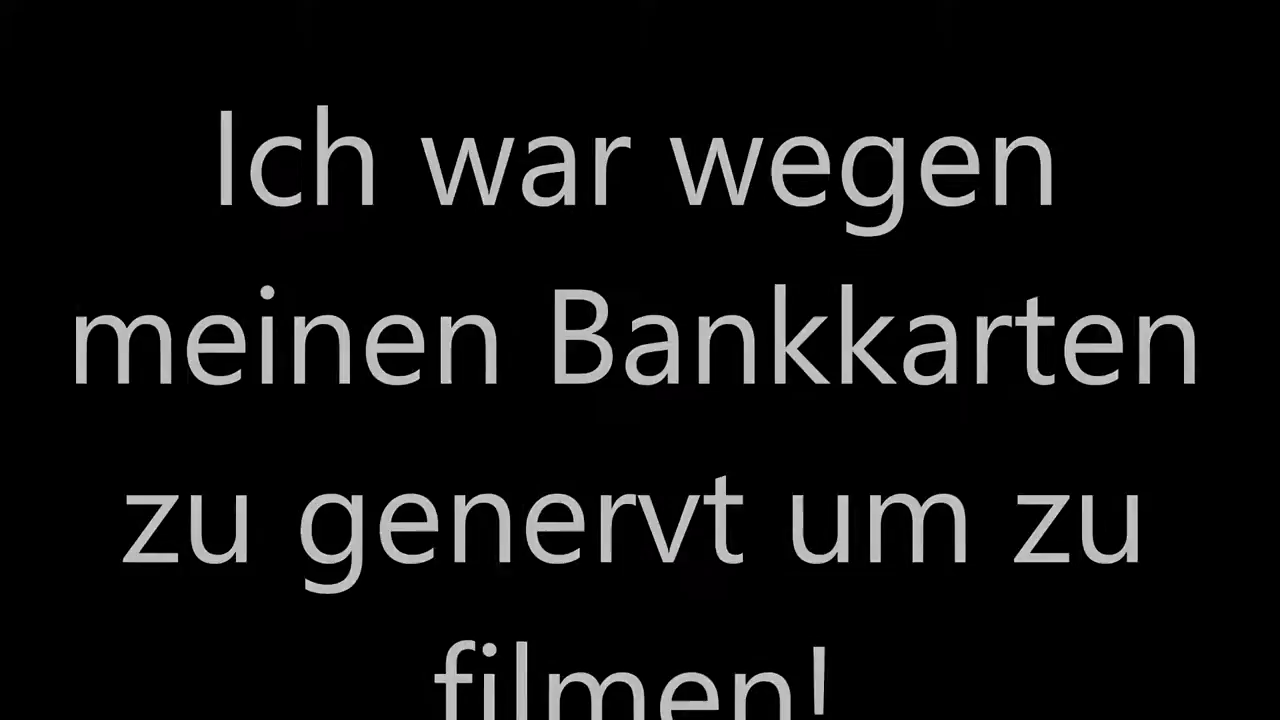 Ich war wegen
meinen Bankkarten
zu genervt um zu
filmen!